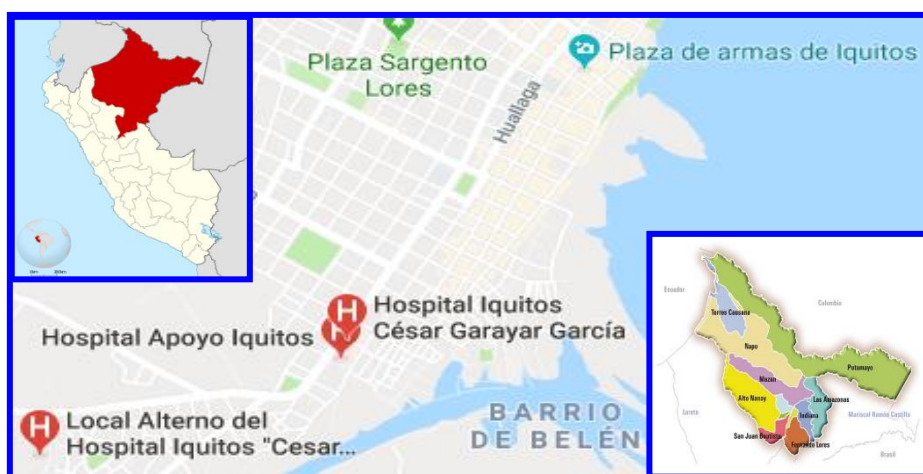 Plaza Sargento
Lores
Plaza de armas de Iquitos
Huallaga
Hospital Iquitos
César Garayar García
Hospital Apoyo Iquitos
Local Alterno del
Hospital Iquitos "Cesar...
BARRIO
DE BELÉN
Ecuador
Colombia
Torres Causana
Napo
Putumayo
Mazan
Alto Nanay
Las Amazonas
Indiana
Mariscal Ramón Castilla
Loreto
San Juan Bautista
Fernando Lores
Brasil